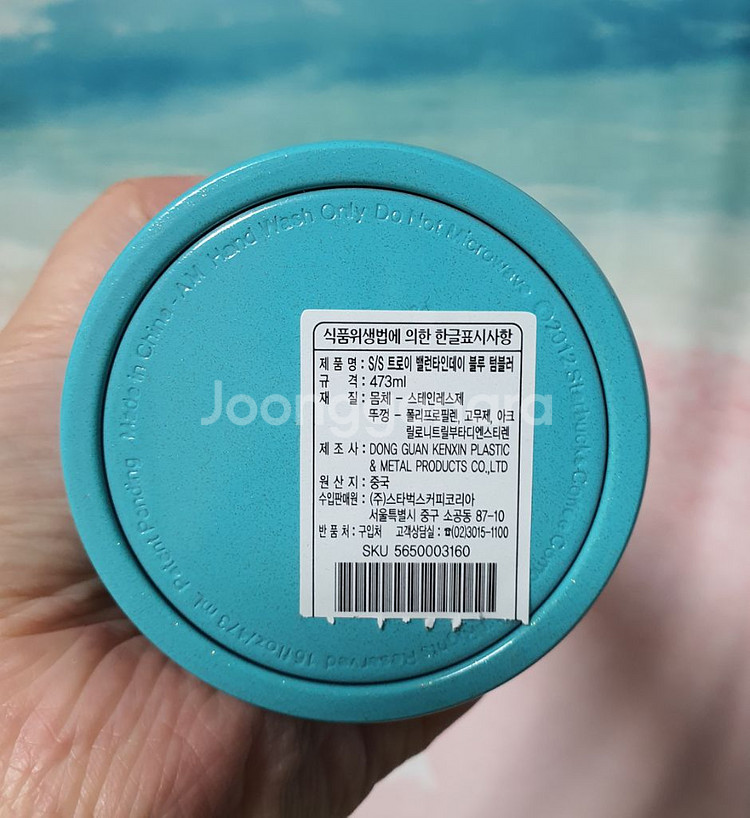 Hand Wash Only Do Not Microwave ©2012 Starbucks Coffee
Rights Reserved 16 fl oz/473 mL Patent Pending Made in China - AM
식품위생법에 의한 한글표시사항
제 품 명 : S/S 트로이 밸런타인데이 블루 텀블러
규 격 : 473ml
재 질 : 몸체 - 스테인레스제
뚜껑 - 폴리프로필렌, 고무제, 아크
릴로니트릴부타디엔스티렌
제 조 사 : DONG GUAN KENXIN PLASTIC
& METAL PRODUCTS CO.,LTD
원 산 지 : 중국
수입판매원 : (주)스타벅스커피코리아
서울특별시 중구 소공동 87-10
반 품 처 : 구입처 고객상담실 : ☎(02)3015-1100
SKU 5650003160
Joonggonara